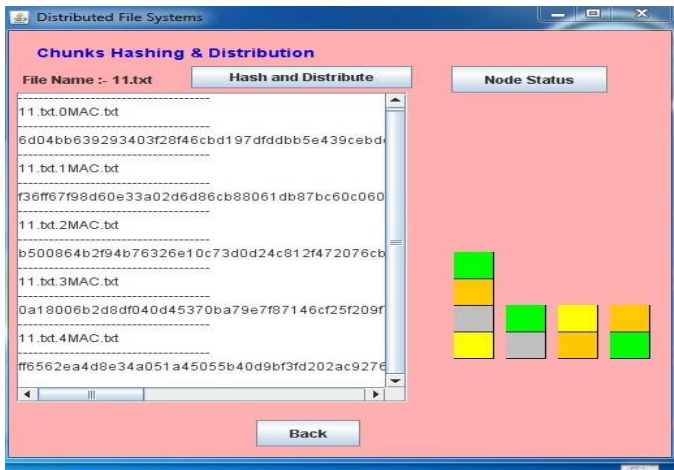 Distributed File Systems
Chunks Hashing & Distribution
File Name :- 11.txt
Hash and Distribute
Node Status
--------------------------------------
11.txt.0MAC.txt
--------------------------------------
6d04bb639293403f28f46cbd197dfddbb5e439cebd
--------------------------------------
11.txt.1MAC.txt
--------------------------------------
f36ff67f98d60e33a02d6d86cb88061db87bc60c060
--------------------------------------
11.txt.2MAC.txt
--------------------------------------
b500864b2f94b76326e10c73d0d24c812f472076cb
--------------------------------------
11.txt.3MAC.txt
--------------------------------------
0a18006b2d8df040d45370ba79e7f87146cf25f209f
--------------------------------------
11.txt.4MAC.txt
--------------------------------------
ff6562ea4d8e34a051a45055b40d9bf3fd202ac9276
Back